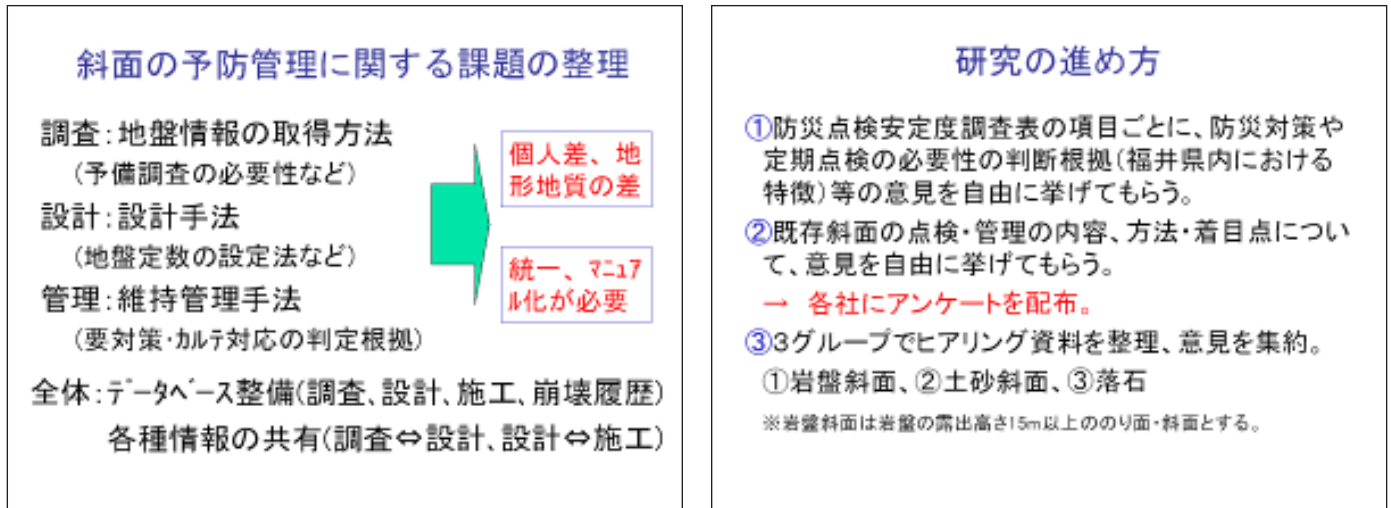 斜面の予防管理に関する課題の整理
調査:地盤情報の取得方法
(予備調査の必要性など)
設計:設計手法
(地盤定数の設定法など)
管理:維持管理手法
(要対策・ｶﾙﾃ対応の判定根拠)
個人差、地
形地質の差
統一、ﾏﾆｭｱ
ﾙ化が必要
全体:ﾃﾞｰﾀﾍﾞｰｽ整備(調査、設計、施工、崩壊履歴)
各種情報の共有(調査⇔設計、設計⇔施工)
研究の進め方
①防災点検安定度調査表の項目ごとに、防災対策や
定期点検の必要性の判断根拠(福井県内における
特徴)等の意見を自由に挙げてもらう。
②既存斜面の点検・管理の内容、方法・着目点につい
て、意見を自由に挙げてもらう。
→ 各社にアンケートを配布。
③3グループでヒアリング資料を整理、意見を集約。
①岩盤斜面、②土砂斜面、③落石
※岩盤斜面は岩盤の露出高さ15m以上ののり面・斜面とする。